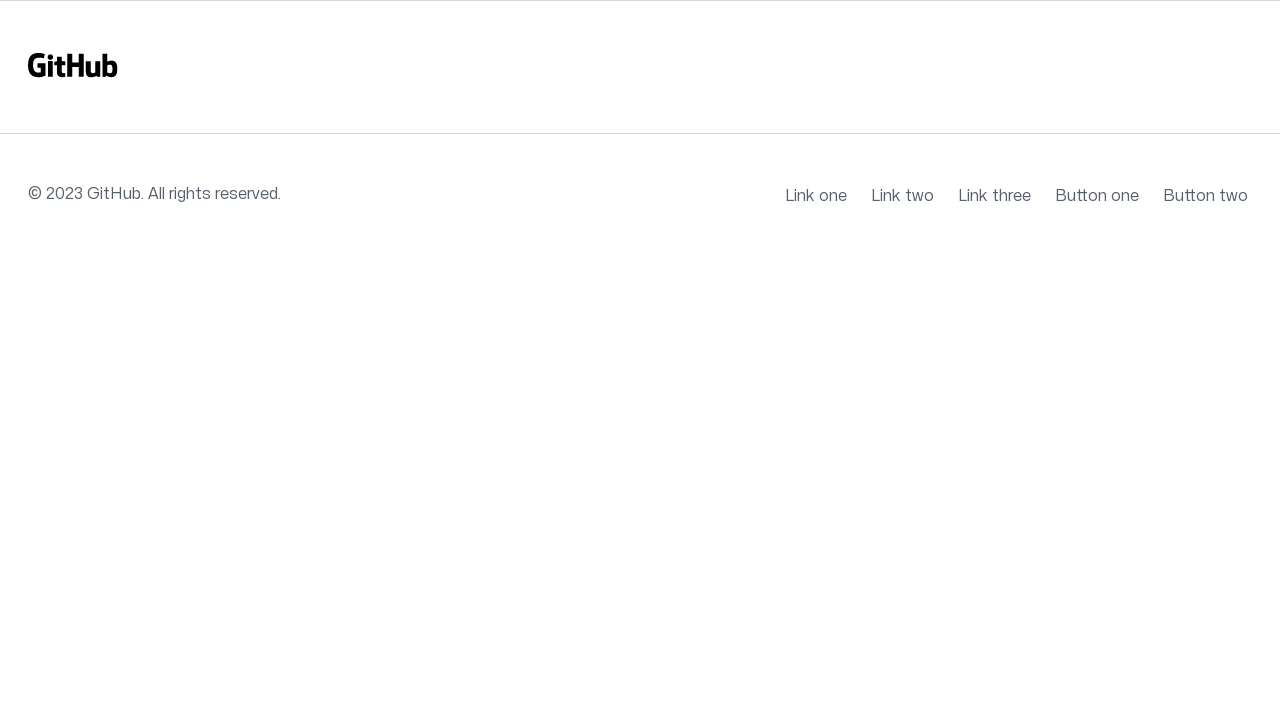 GitHub
© 2023 GitHub. All rights reserved.
Link one Link two Link three Button one Button two